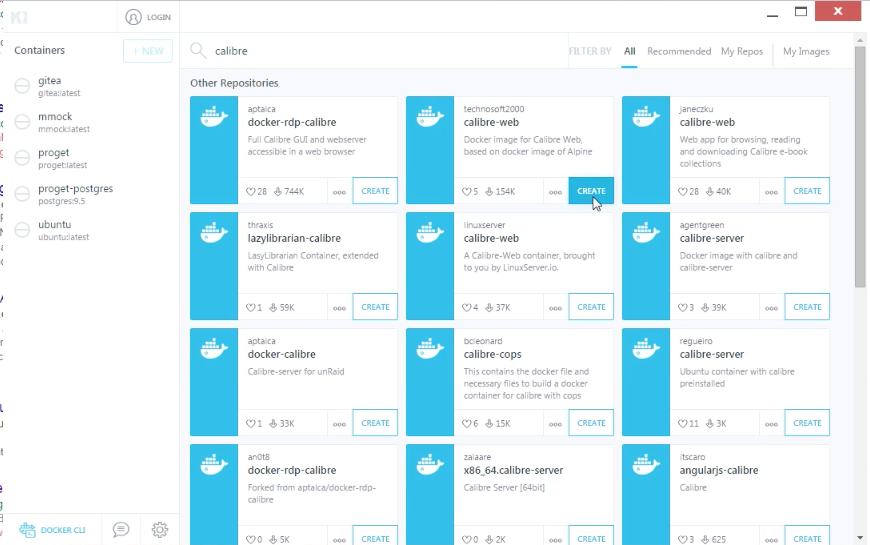 LOGIN
Containers
+ NEW
calibre
FILTER BY All Recommended My Repos My Images
gitea
gitea:latest
mmock
mmock:latest
proget
proget:latest
proget-postgres
postgres:9.5
ubuntu
ubuntu:latest
DOCKER CLI
Other Repositories
aptalca
docker-rdp-calibre
Full Calibre GUI and webserver
accessible in a web browser
28 744K CREATE
technosoft2000
calibre-web
Docker image for Calibre Web,
based on docker image of Alpine
5 154K CREATE
janeczku
calibre-web
Web app for browsing, reading
and downloading Calibre e-book
collections
28 40K CREATE
thraxis
lazylibrarian-calibre
LasyLibrarian Container, extended
with Calibre
1 59K CREATE
linuxserver
calibre-web
A Calibre-Web container, brought
to you by LinuxServer.io.
4 37K CREATE
agentgreen
calibre-server
Docker image with calibre and
calibre-server
3 39K CREATE
aptalca
docker-calibre
Calibre-server for unRaid
1 33K CREATE
bcleonard
calibre-cops
This contains the docker file and
necessary files to build a docker
container for calibre with cops
6 15K CREATE
regueiro
calibre-server
Ubuntu container with calibre
preinstalled
11 3K CREATE
an0t8
docker-rdp-calibre
Forked from aptalca/docker-rdp-
calibre
0 5K CREATE
zalaare
x86_64.calibre-server
Calibre Server [64bit]
0 2K CREATE
itscaro
angularjs-calibre
Calibre
3 625 CREATE